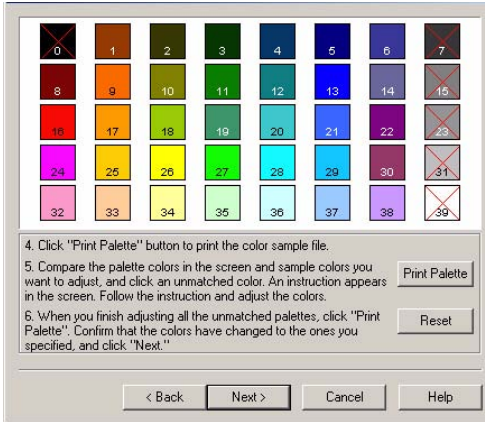 0 1 2 3 4 5 6 7
8 9 10 11 12 13 14 15
16 17 18 19 20 21 22 23
24 25 26 27 28 29 30 31
32 33 34 35 36 37 38 39
4. Click "Print Palette" button to print the color sample file.
5. Compare the palette colors in the screen and sample colors you
want to adjust, and click an unmatched color. An instruction appears
in the screen. Follow the instruction and adjust the colors.
Print Palette
6. When you finish adjusting all the unmatched palettes, click "Print
Palette". Confirm that the colors have changed to the ones you
specified, and click "Next."
Reset
< Back Next > Cancel Help